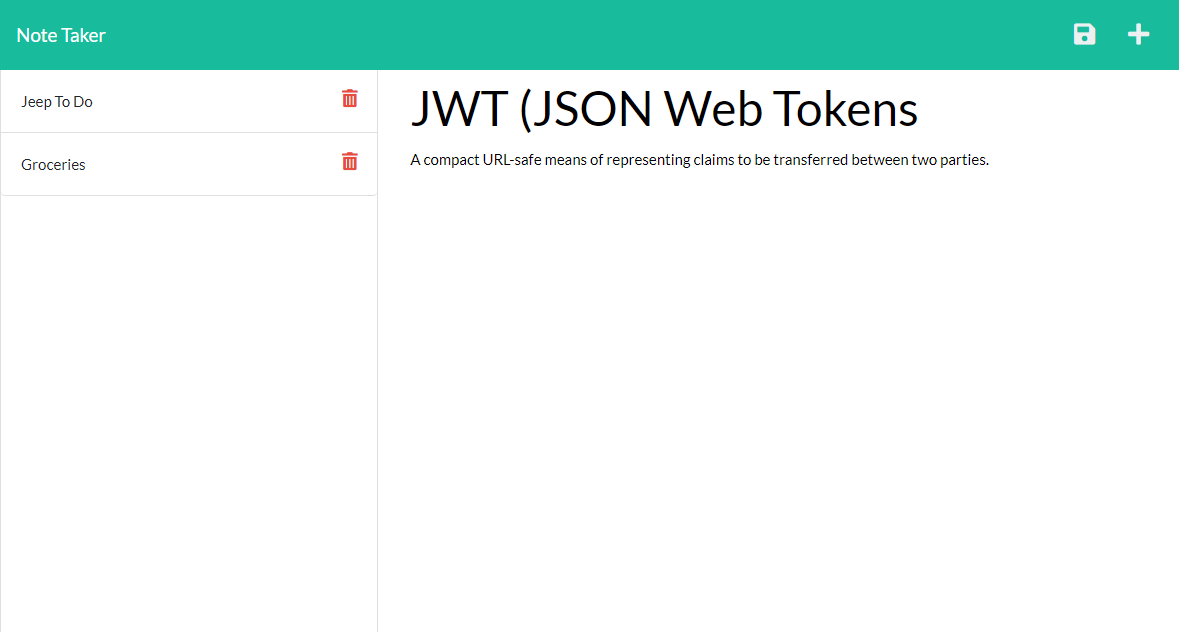 Note Taker
Jeep To Do
Groceries
JWT (JSON Web Tokens
A compact URL-safe means of representing claims to be transferred between two parties.